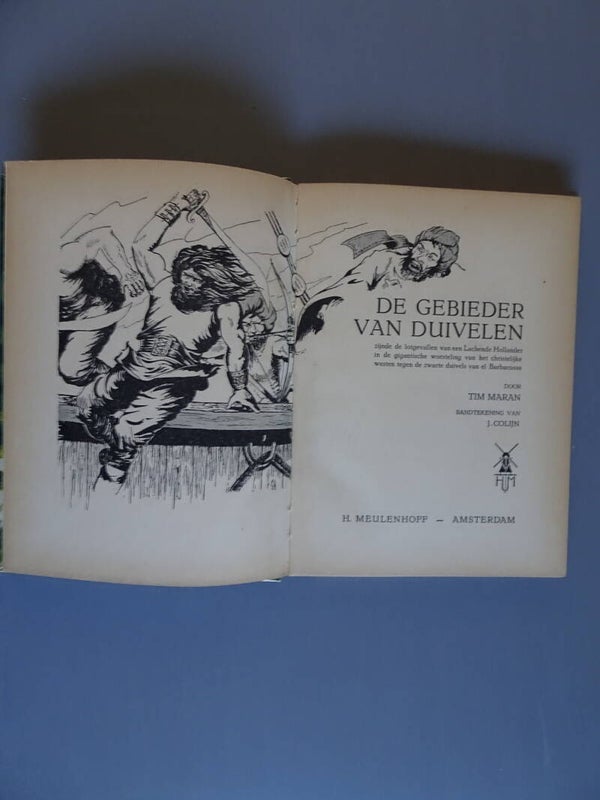 DE GEBIEDER
VAN DUIVELEN
zijnde de lotgevallen van een Lachende Hollander
in de gigantische worsteling van het christelijke
westen tegen de zwarte duivels van el Barbarossa
DOOR
TIM MARAN
BANDTEKENING VAN
J. COLIJN
HJM
H. MEULENHOFF — AMSTERDAM